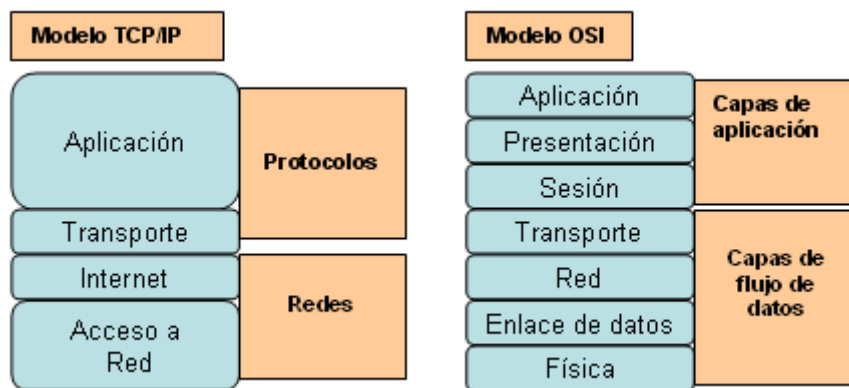 Modelo TCP/IP
Aplicación
Transporte
Internet
Acceso a
Red
Protocolos
Redes
Modelo OSI
Aplicación
Presentación
Sesión
Transporte
Red
Enlace de datos
Física
Capas de
aplicación
Capas de
flujo de
datos